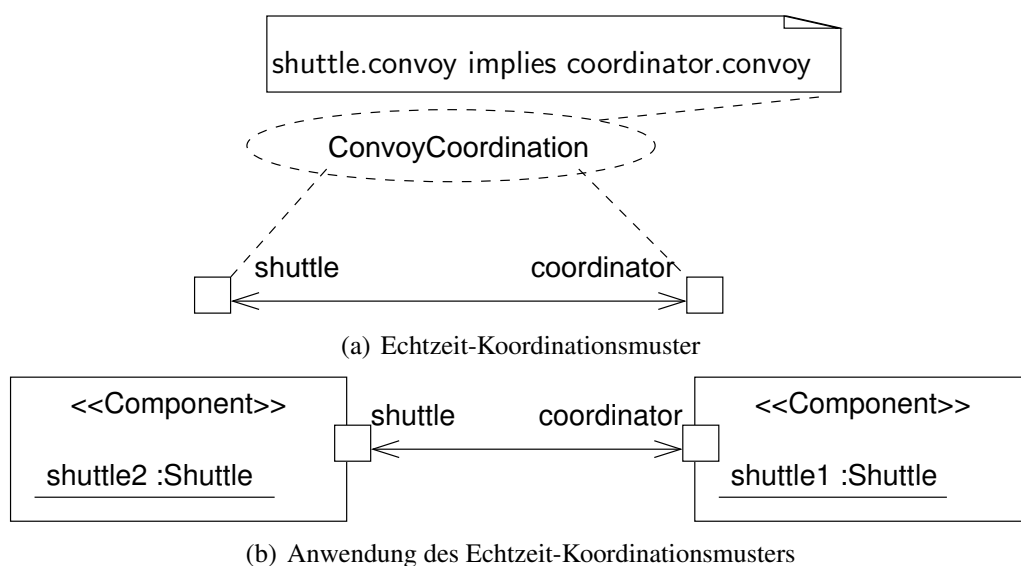 shuttle.convoy implies coordinator.convoy
ConvoyCoordination
shuttle
coordinator
(a) Echtzeit-Koordinationsmuster
<<Component>>
shuttle
coordinator
<<Component>>
shuttle2 :Shuttle
shuttle1 :Shuttle
(b) Anwendung des Echtzeit-Koordinationsmusters